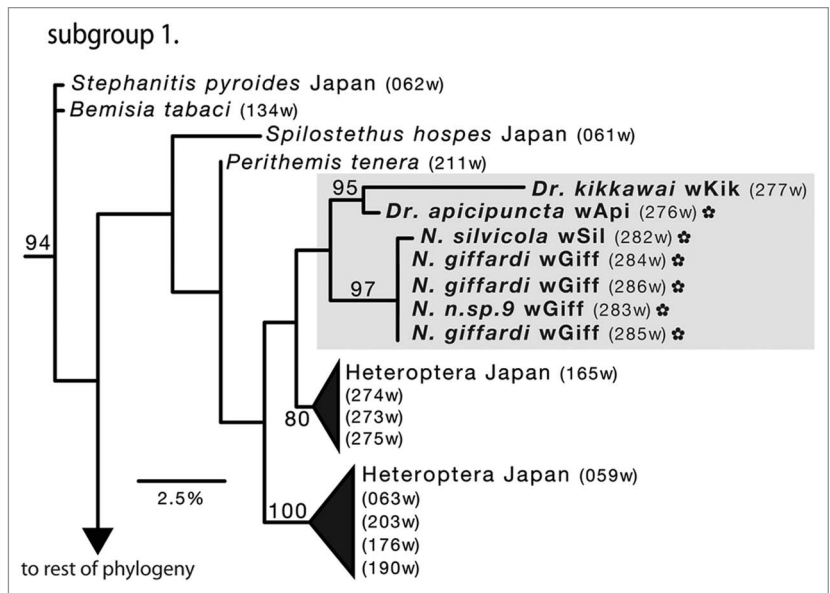 subgroup 1.
Stephanitis pyroides Japan (062w)
Bemisia tabaci (134w)
Spilostethus hospes Japan (061w)
Perithemis tenera (211w)
95
Dr. kikkawai wKik (277w)
Dr. apicipuncta wApi (276w) ✿
94
N. silvicola wSil (282w) ✿
N. giffardi wGiff (284w) ✿
97
N. giffardi wGiff (286w) ✿
N. n.sp.9 wGiff (283w) ✿
N. giffardi wGiff (285w) ✿
Heteroptera Japan (165w)
(274w)
80
(273w)
(275w)
Heteroptera Japan (059w)
2.5%
(063w)
100
(203w)
(176w)
(190w)
to rest of phylogeny